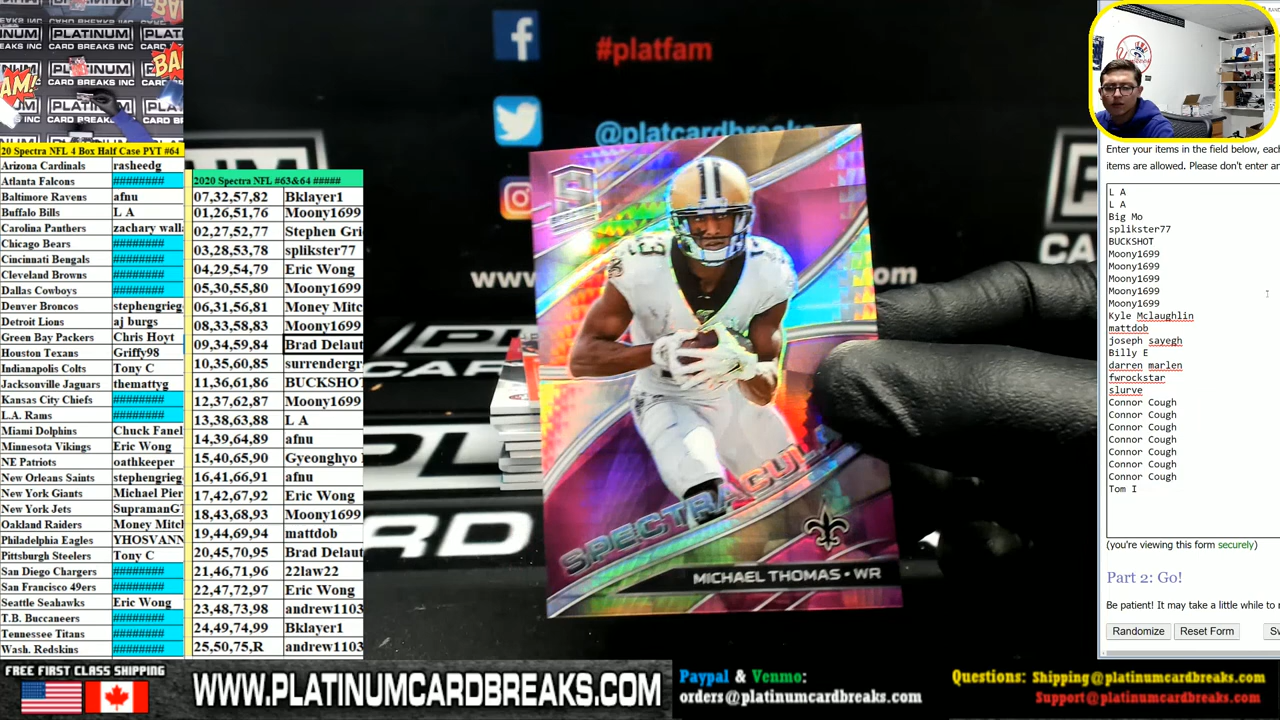 #platfam
@platcardbreaks
20 Spectra NFL 4 Box Half Case PYT #64
Arizona Cardinals rasheedg
Atlanta Falcons ########
Baltimore Ravens afnu
Buffalo Bills L A
Carolina Panthers zachary wall
Chicago Bears ########
Cincinnati Bengals ########
Cleveland Browns ########
Dallas Cowboys ########
Denver Broncos stephengrieg
Detroit Lions aj burgs
Green Bay Packers Chris Hoyt
Houston Texans Griffy98
Indianapolis Colts Tony C
Jacksonville Jaguars themattyg
Kansas City Chiefs ########
L.A. Rams ########
Miami Dolphins Chuck Fanel
Minnesota Vikings Eric Wong
NE Patriots oathkeeper
New Orleans Saints stephengrieg
New York Giants Michael Pier
New York Jets SupramanGT
Oakland Raiders Money Mitch
Philadelphia Eagles YHOSVANN
Pittsburgh Steelers Tony C
San Diego Chargers ########
San Francisco 49ers ########
Seattle Seahawks Eric Wong
T.B. Buccaneers ########
Tennessee Titans ########
Wash. Redskins ########
2020 Spectra NFL #63&64 #####
07,32,57,82 Bklayer1
01,26,51,76 Moony1699
02,27,52,77 Stephen Gri
03,28,53,78 splikster77
04,29,54,79 Eric Wong
05,30,55,80 Moony1699
06,31,56,81 Money Mitc
08,33,58,83 Moony1699
09,34,59,84 Brad Delaut
10,35,60,85 surrendergr
11,36,61,86 BUCKSHOT
12,37,62,87 Moony1699
13,38,63,88 L A
14,39,64,89 afnu
15,40,65,90 Gyeonghyo
16,41,66,91 afnu
17,42,67,92 Eric Wong
18,43,68,93 Moony1699
19,44,69,94 mattdob
20,45,70,95 Brad Delaut
21,46,71,96 22law22
22,47,72,97 Eric Wong
23,48,73,98 andrew1103
24,49,74,99 Bklayer1
25,50,75,R andrew1103
SPECTRACULAR
MICHAEL THOMAS • WR
Enter your items in the field below, each
items are allowed. Please don't enter an
L A
L A
Big Mo
splikster77
BUCKSHOT
Moony1699
Moony1699
Moony1699
Moony1699
Moony1699
Kyle Mclaughlin
mattdob
joseph sayegh
Billy E
darren marlen
fwrockstar
slurve
Connor Cough
Connor Cough
Connor Cough
Connor Cough
Connor Cough
Connor Cough
Connor Cough
Tom I
(you're viewing this form securely)
Part 2: Go!
Be patient! It may take a little while to
Randomize Reset Form
FREE FIRST CLASS SHIPPING
WWW.PLATINUMCARDBREAKS.COM
Paypal & Venmo:
orders@platinumcardbreaks.com
Questions: Shipping@platinumcardbreaks.com
Support@platinumcardbreaks.com